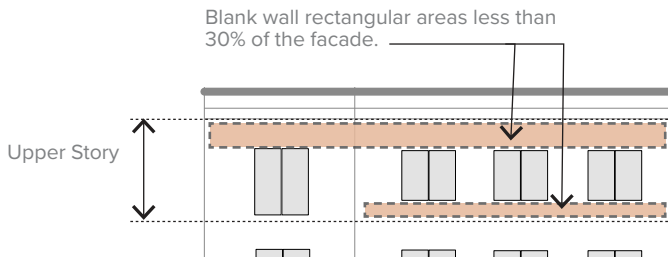 Blank wall rectangular areas less than
30% of the facade.
Upper Story